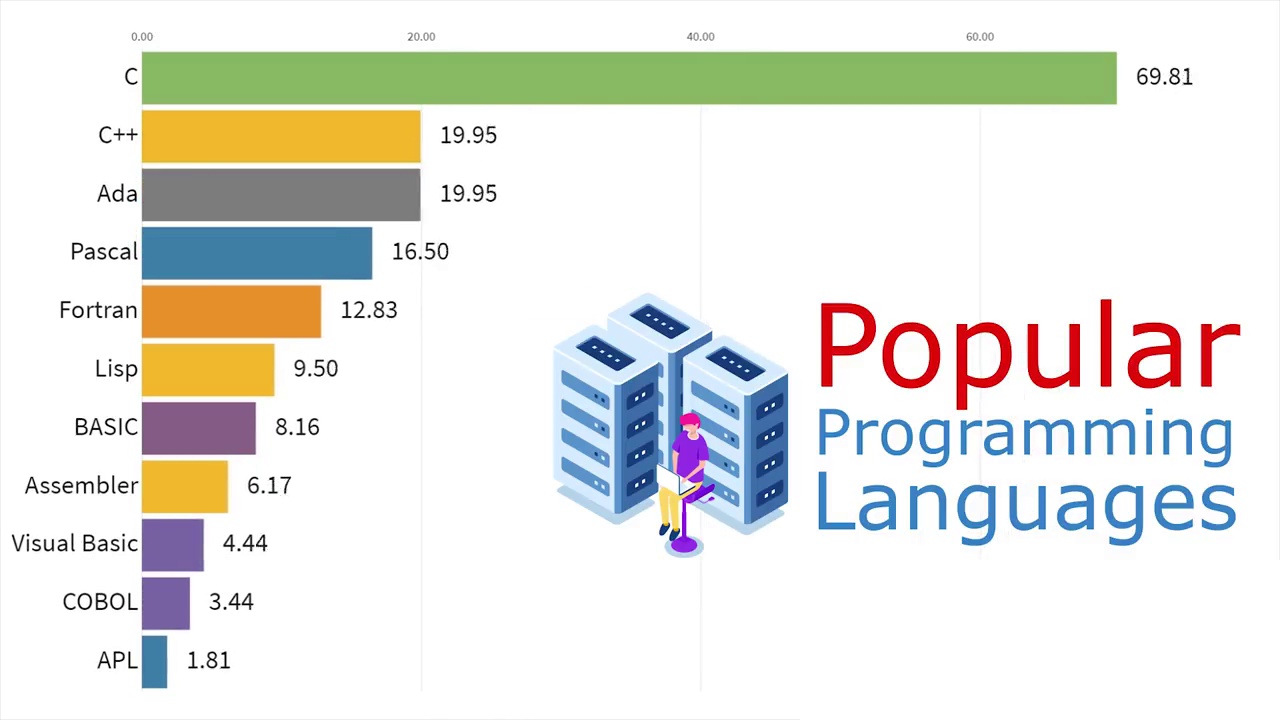 0.00 20.00 40.00 60.00
C 69.81
C++ 19.95
Ada 19.95
Pascal 16.50
Fortran 12.83
Lisp 9.50
BASIC 8.16
Assembler 6.17
Visual Basic 4.44
COBOL 3.44
APL 1.81
Popular
Programming
Languages